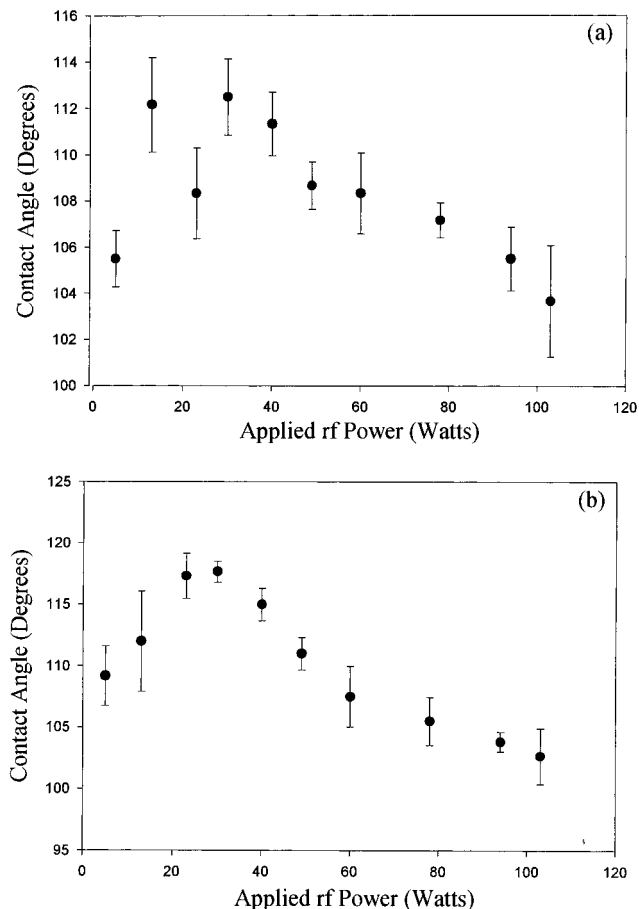 (a)
Contact Angle (Degrees)
116
114
112
110
108
106
104
102
100
0 20 40 60 80 100 120
Applied rf Power (Watts)
(b)
Contact Angle (Degrees)
125
120
115
110
105
100
95
0 20 40 60 80 100 120
Applied rf Power (Watts)